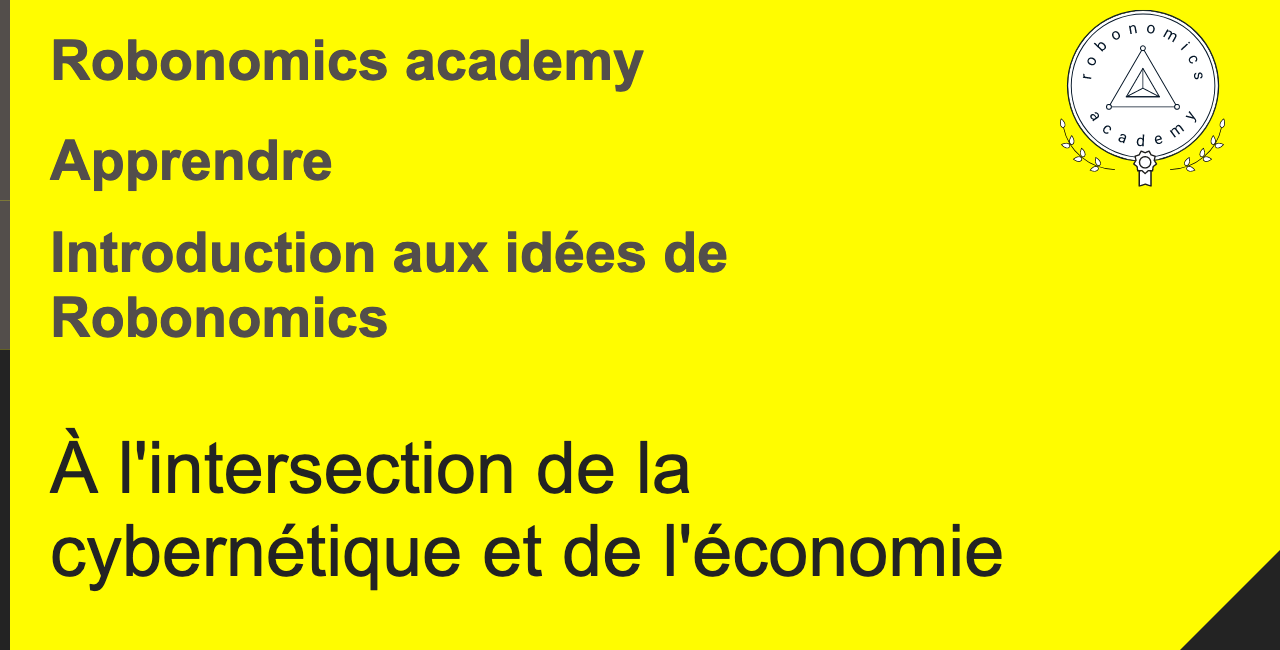 Robonomics academy
robonomics
academy
Apprendre
Introduction aux idées de
Robonomics
À l'intersection de la
cybernétique et de l'économie